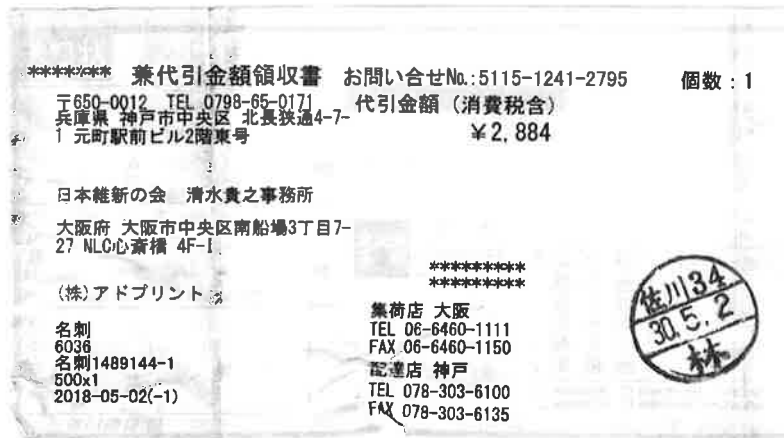 ******** 兼代引金額領収書 お問い合せNo.:5115-1241-2795 個数:1
〒650-0012 TEL 0798-65-0171
兵庫県 神戸市中央区 北長狭通4-7-
1 元町駅前ビル2階東号
代引金額(消費税含)
¥2,884
日本維新の会 清水貴之事務所
大阪府 大阪市中央区南船場3丁目7-
27 NLC心斎橋 4F-I
(株)アドプリント
名刺
6036
名刺1489144-1
500x1
2018-05-02(-1)
*********
*********
集荷店 大阪
TEL 06-6460-1111
FAX 06-6460-1150
配達店 神戸
TEL 078-303-6100
FAX 078-303-6135
佐川34
30.5.2
林